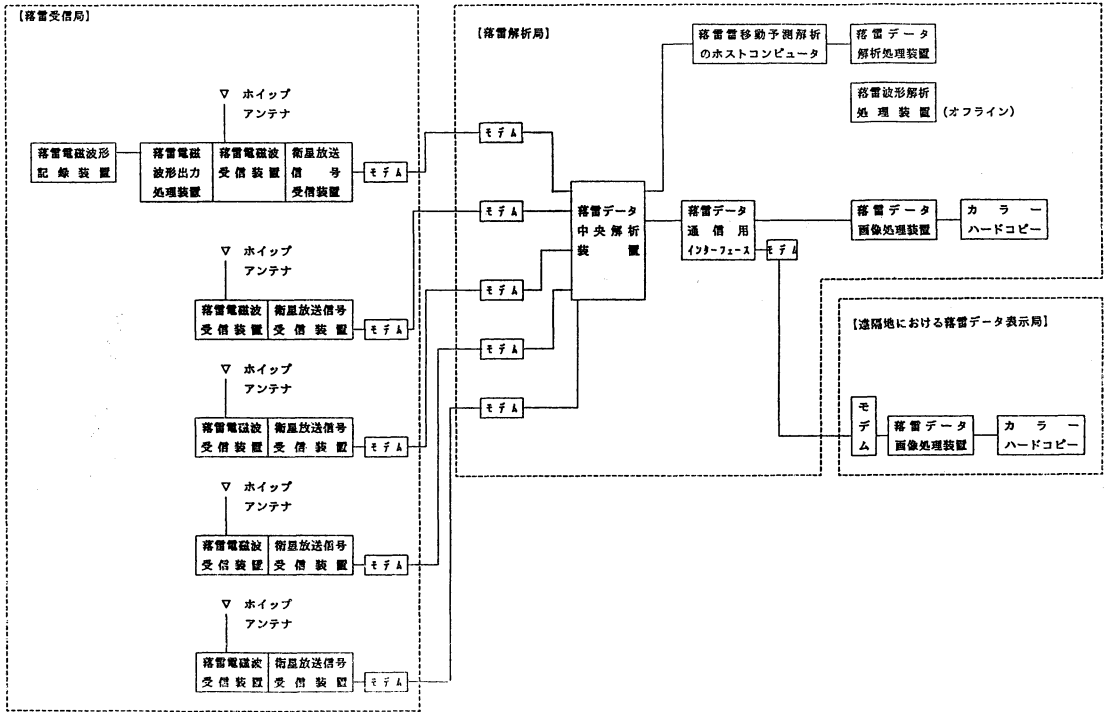 【落雷受信局】
▽ ホイップ
アンテナ
落雷電磁波形
記録装置
落雷電磁
波形出力
処理装置
落雷電磁波
受信装置
衛星放送
信号
受信装置
モデム
▽ ホイップ
アンテナ
落雷電磁波
受信装置
衛星放送信号
受信装置
モデム
▽ ホイップ
アンテナ
落雷電磁波
受信装置
衛星放送信号
受信装置
モデム
▽ ホイップ
アンテナ
落雷電磁波
受信装置
衛星放送信号
受信装置
モデム
▽ ホイップ
アンテナ
落雷電磁波
受信装置
衛星放送信号
受信装置
モデム
【落雷解析局】
モデム
モデム
モデム
モデム
モデム
落雷データ
中央解析
装置
落雷雷移動予測解析
のホストコンピュータ
落雷データ
解析処理装置
落雷波形解析
処理装置
(オフライン)
落雷データ
通信用
インターフェース
モデム
落雷データ
画像処理装置
カラー
ハードコピー
【遠隔地における落雷データ表示局】
モデム
落雷データ
画像処理装置
カラー
ハードコピー